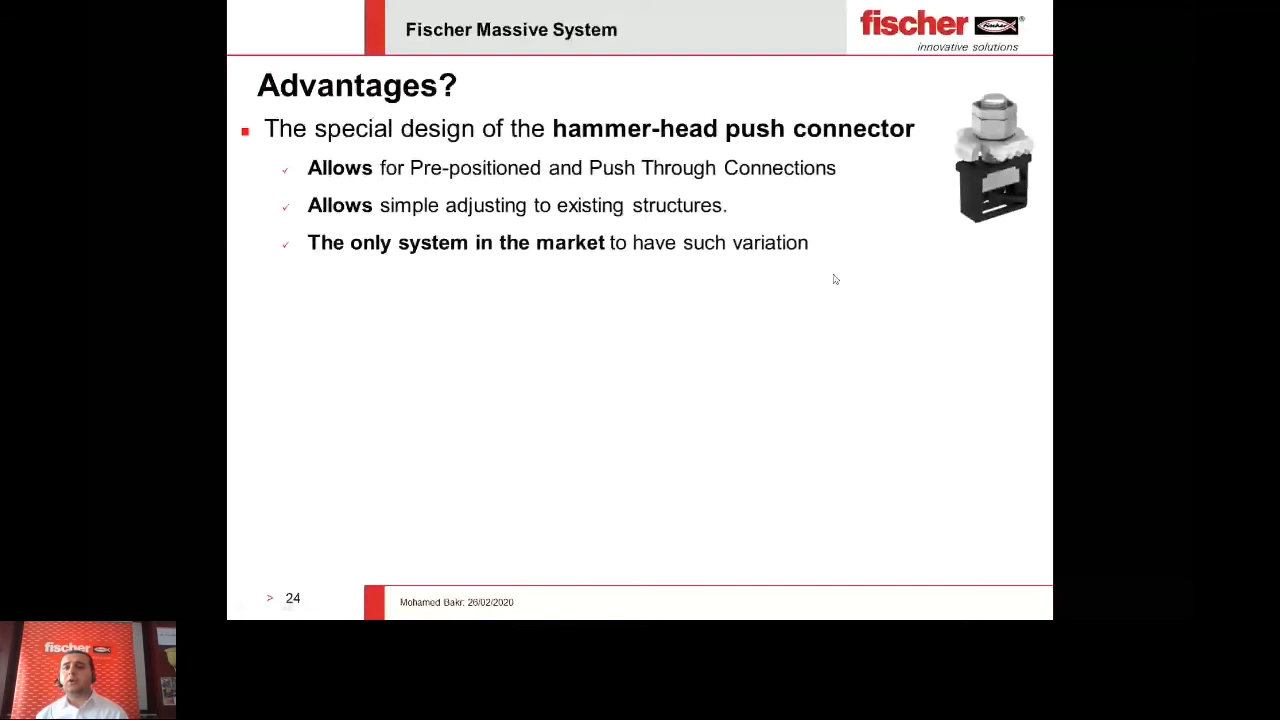 Fischer Massive System
fischer
innovative solutions
Advantages?
The special design of the hammer-head push connector
Allows for Pre-positioned and Push Through Connections
Allows simple adjusting to existing structures.
The only system in the market to have such variation
> 24
Mohamed Bakr: 26/02/2020
fischer